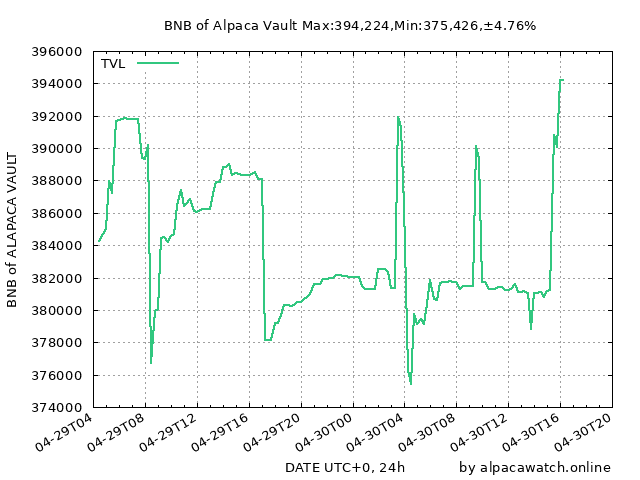 BNB of Alpaca Vault Max:394,224,Min:375,426,±4.76%
TVL
396000
394000
392000
390000
388000
386000
384000
382000
380000
378000
376000
374000
BNB of ALAPACA VAULT
04-29T04
04-29T08
04-29T12
04-29T16
04-29T20
04-30T00
04-30T04
04-30T08
04-30T12
04-30T16
04-30T20
DATE UTC+0, 24h
by alpacawatch.online